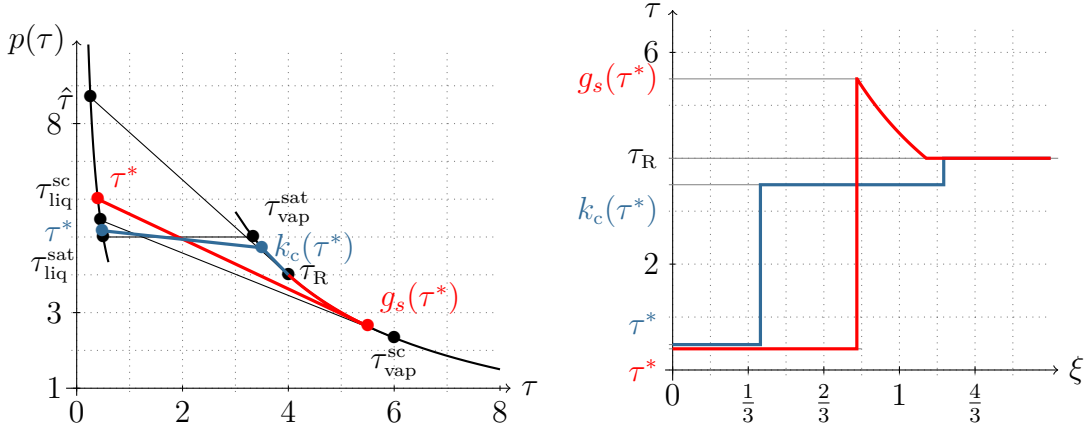 p(τ)
τ̂
8
τ_liq^sc
τ*
τ*
τ_liq^sat
τ_vap^sat
k_c(τ*)
τ_R
3
g_s(τ*)
τ_vap^sc
1
τ
0
2
4
6
8
τ
6
g_s(τ*)
τ_R
k_c(τ*)
2
τ*
τ*
ξ
0
1/3
2/3
1
4/3